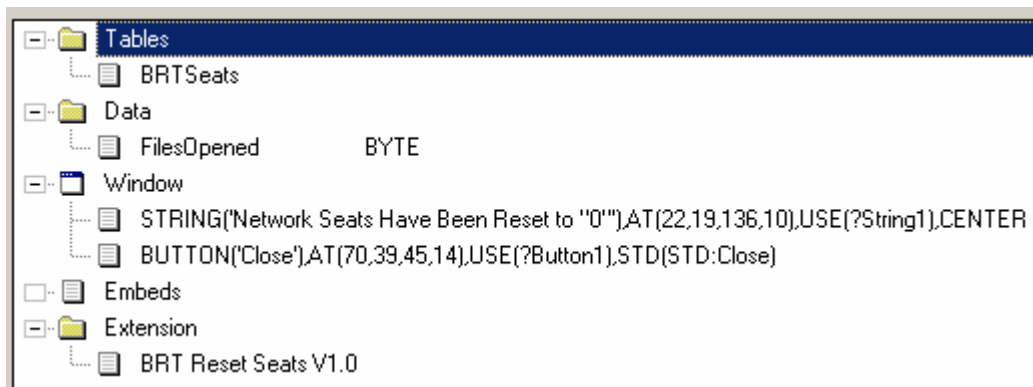 Tables
BRTSeats
Data
FilesOpened BYTE
Window
STRING('Network Seats Have Been Reset to "0"'),AT(22,19,136,10),USE(?String1),CENTER
BUTTON('Close'),AT(70,39,45,14),USE(?Button1),STD(STD:Close)
Embeds
Extension
BRT Reset Seats V1.0